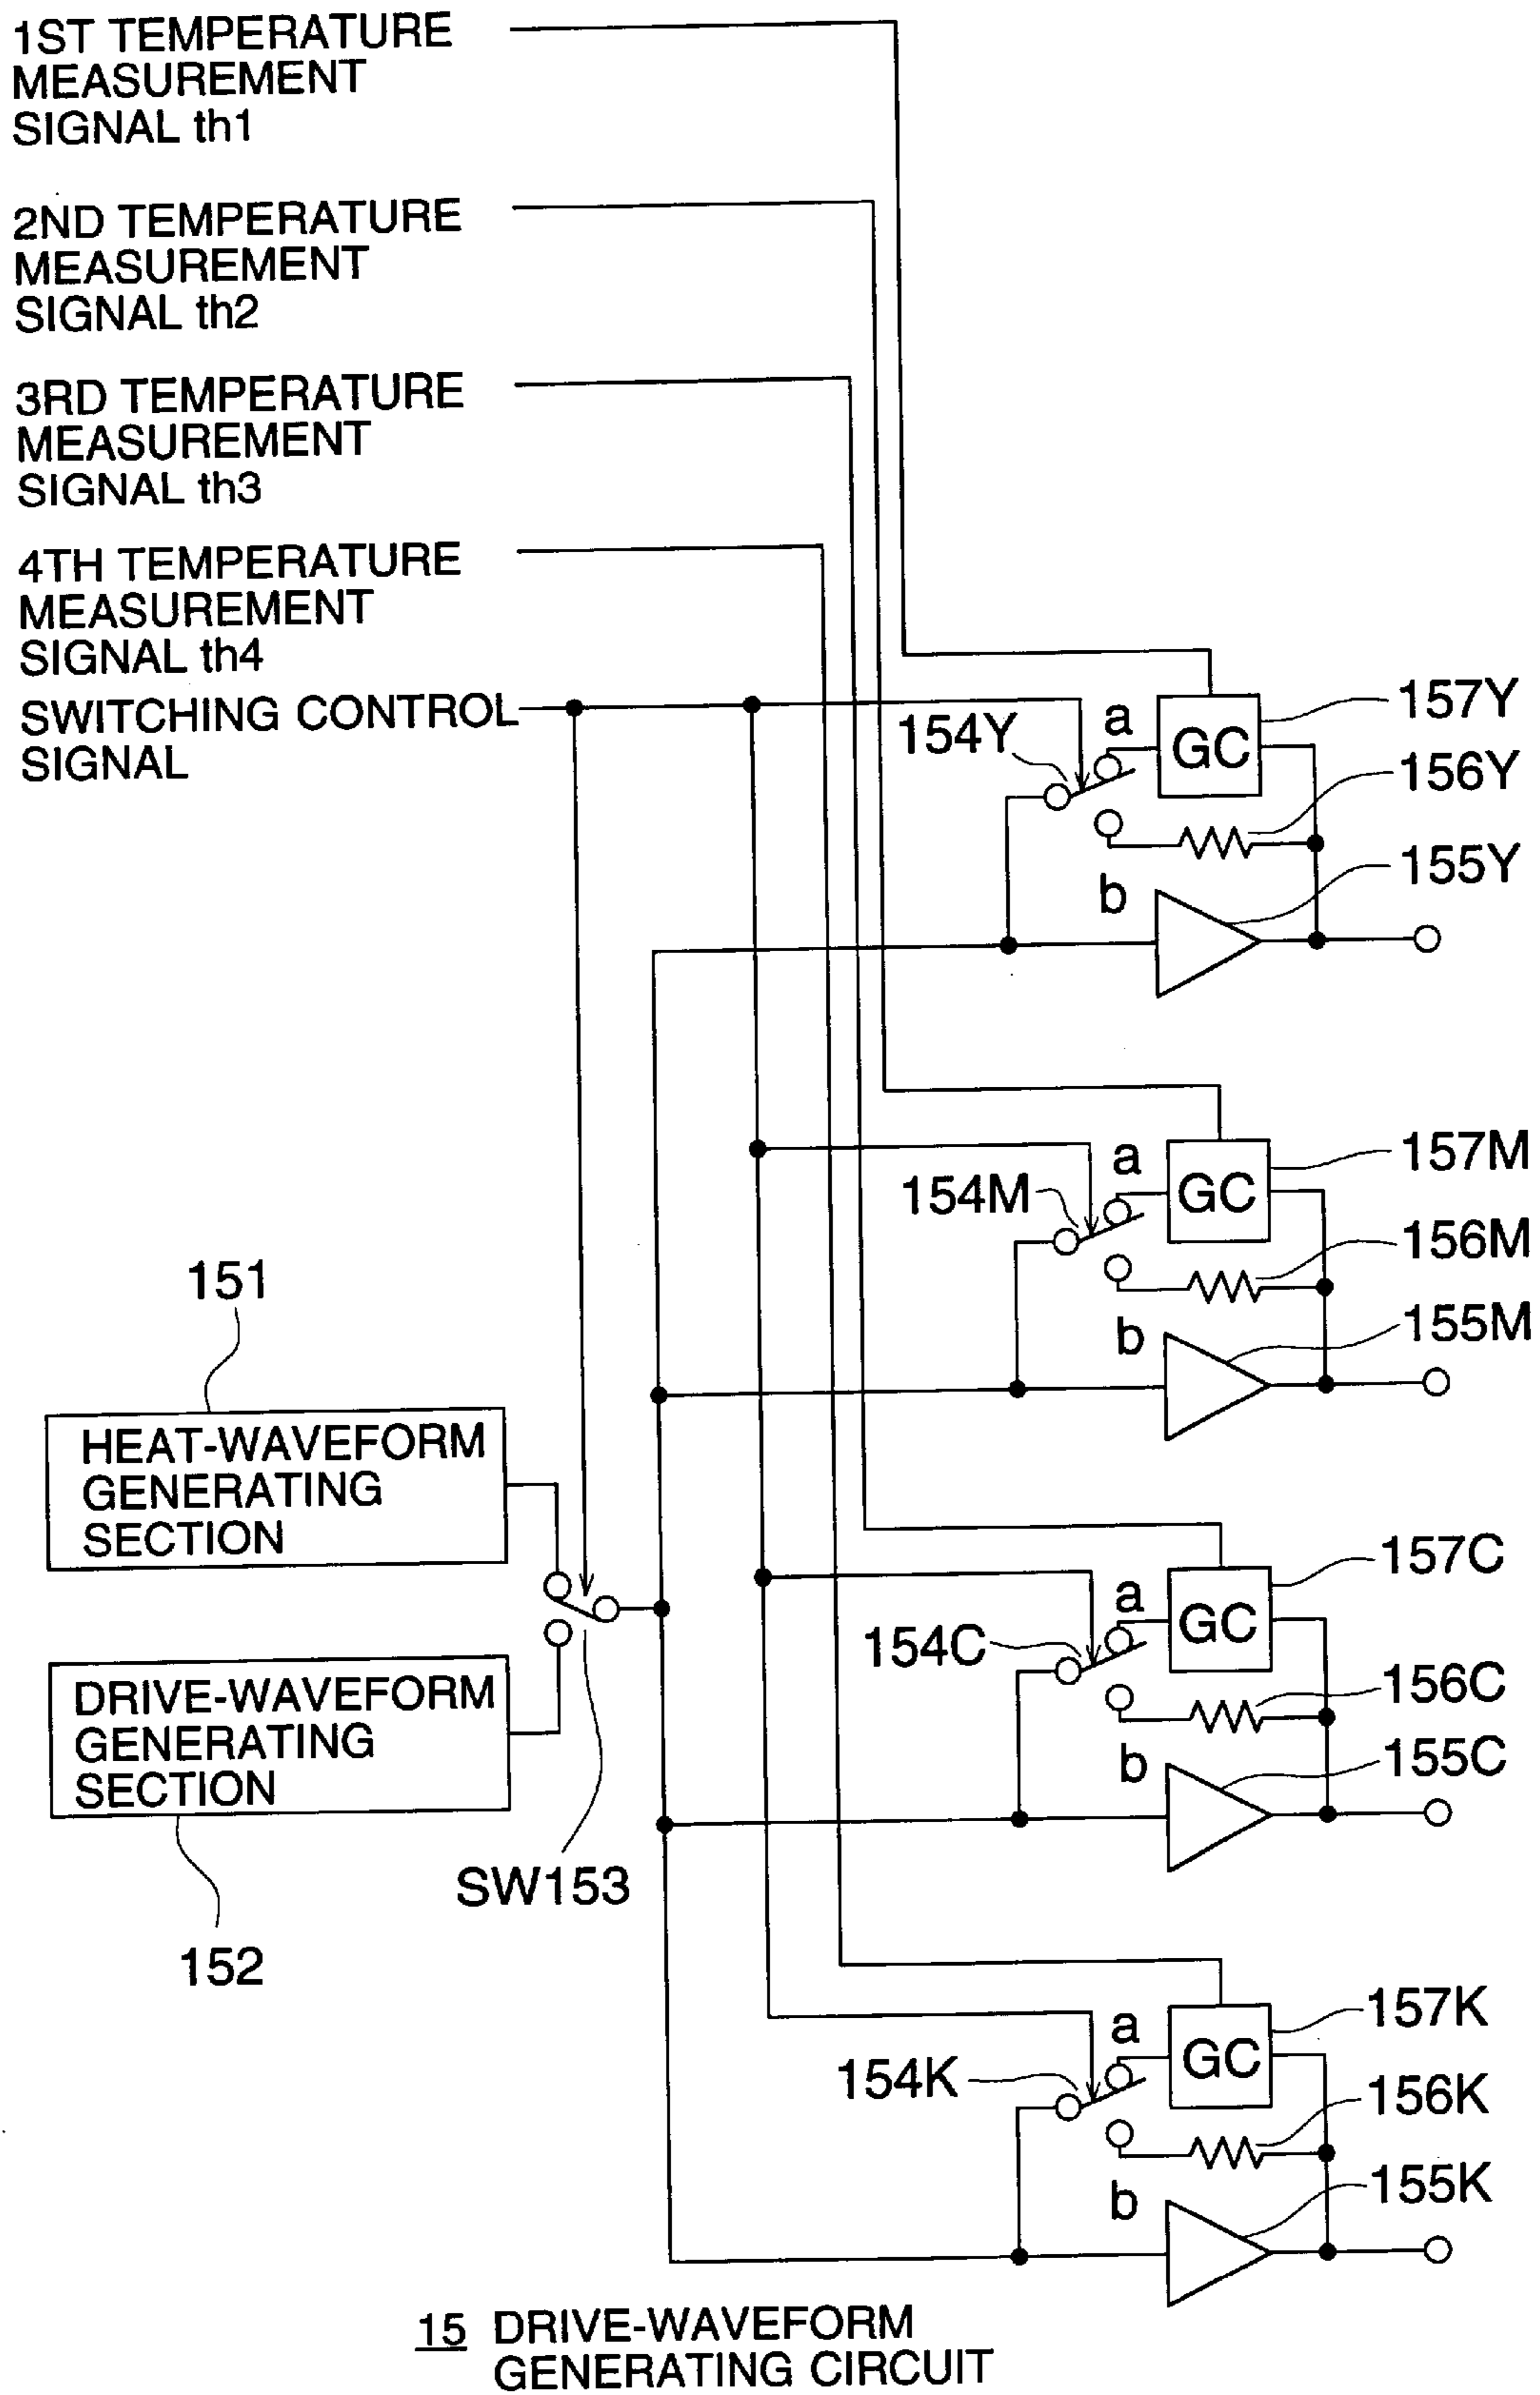 1ST TEMPERATURE
MEASUREMENT
SIGNAL th1
2ND TEMPERATURE
MEASUREMENT
SIGNAL th2
3RD TEMPERATURE
MEASUREMENT
SIGNAL th3
4TH TEMPERATURE
MEASUREMENT
SIGNAL th4
SWITCHING CONTROL
SIGNAL
154Y
a
GC
157Y
156Y
b
155Y
154M
a
GC
157M
156M
b
155M
151
HEAT-WAVEFORM
GENERATING
SECTION
DRIVE-WAVEFORM
GENERATING
SECTION
152
SW153
154C
a
GC
157C
156C
b
155C
154K
a
GC
157K
156K
b
155K
15 DRIVE-WAVEFORM
GENERATING CIRCUIT